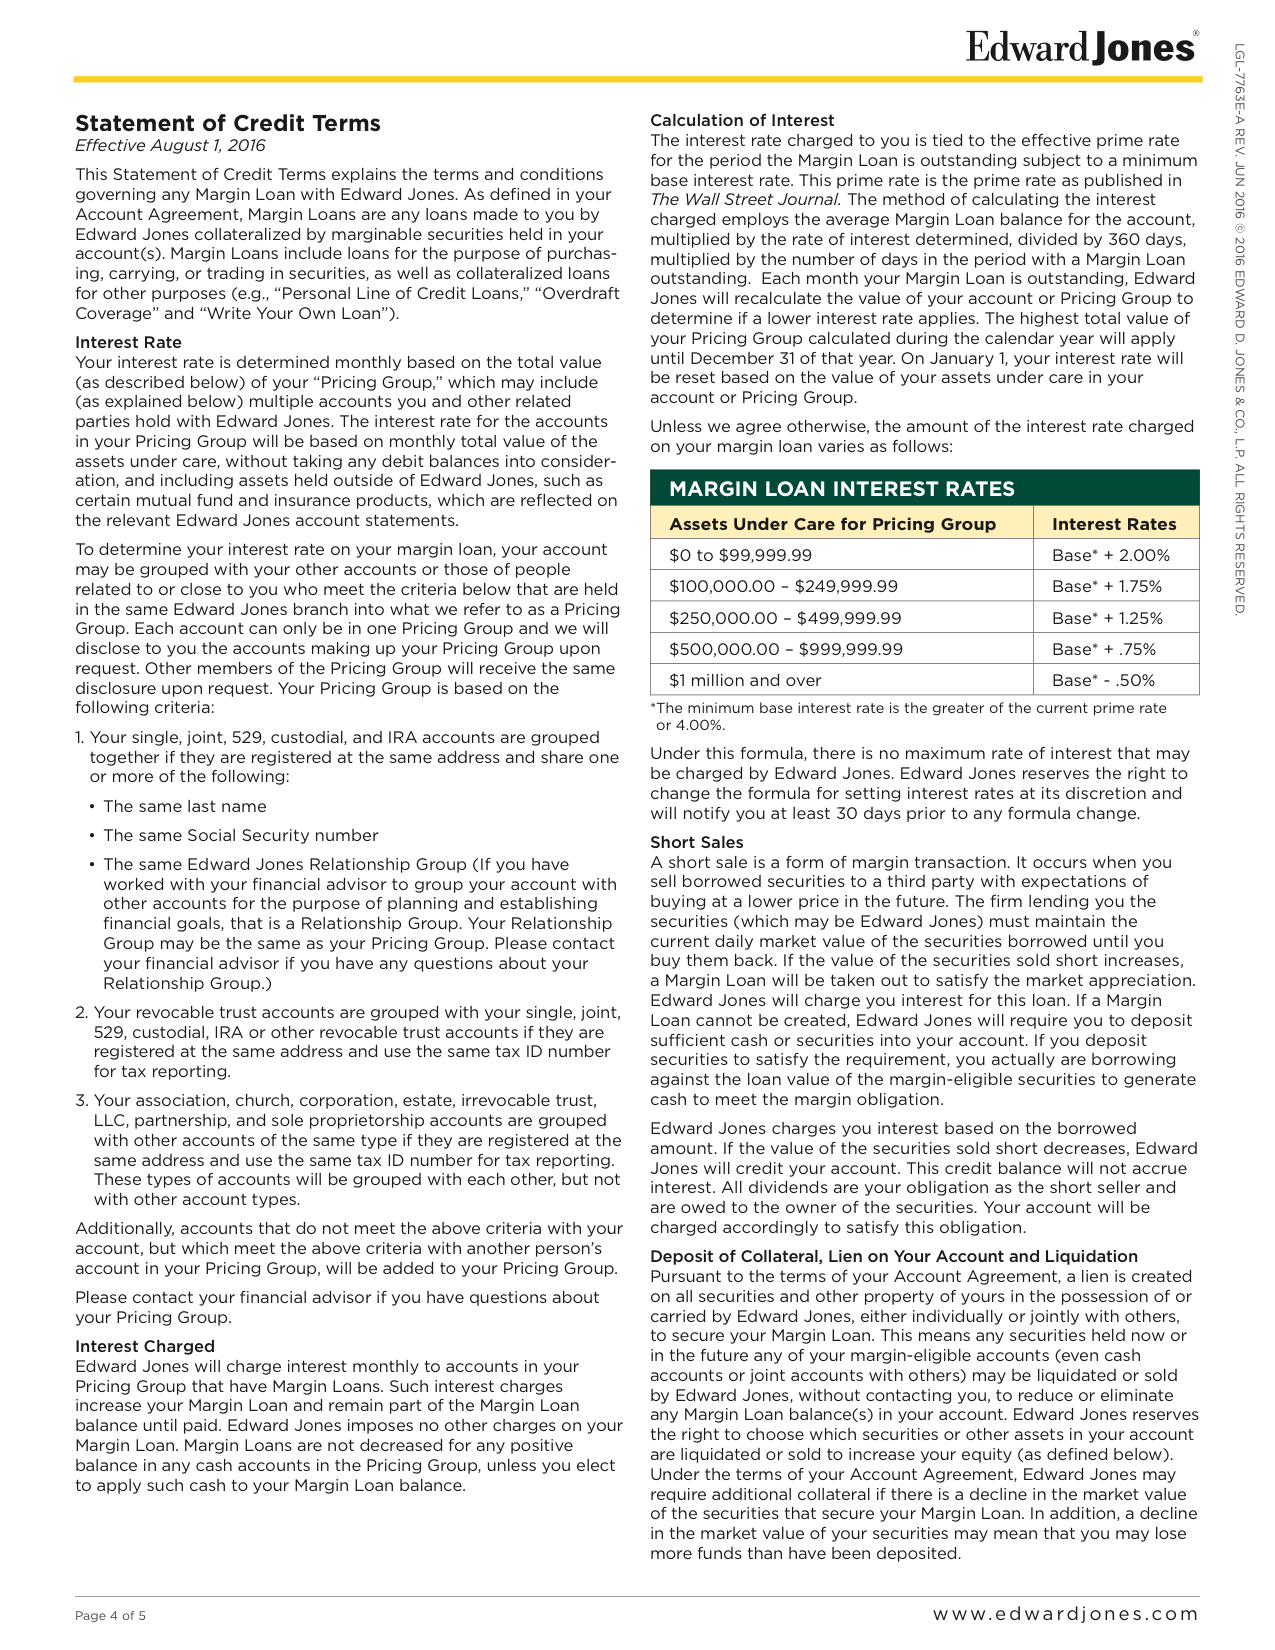 Edward Jones®
Statement of Credit Terms
Effective August 1, 2016
This Statement of Credit Terms explains the terms and conditions
governing any Margin Loan with Edward Jones. As defined in your
Account Agreement, Margin Loans are any loans made to you by
Edward Jones collateralized by marginable securities held in your
account(s). Margin Loans include loans for the purpose of purchas-
ing, carrying, or trading in securities, as well as collateralized loans
for other purposes (e.g., “Personal Line of Credit Loans,” “Overdraft
Coverage” and “Write Your Own Loan”).
Interest Rate
Your interest rate is determined monthly based on the total value
(as described below) of your “Pricing Group,” which may include
(as explained below) multiple accounts you and other related
parties hold with Edward Jones. The interest rate for the accounts
in your Pricing Group will be based on monthly total value of the
assets under care, without taking any debit balances into consider-
ation, and including assets held outside of Edward Jones, such as
certain mutual fund and insurance products, which are reflected on
the relevant Edward Jones account statements.
To determine your interest rate on your margin loan, your account
may be grouped with your other accounts or those of people
related to or close to you who meet the criteria below that are held
in the same Edward Jones branch into what we refer to as a Pricing
Group. Each account can only be in one Pricing Group and we will
disclose to you the accounts making up your Pricing Group upon
request. Other members of the Pricing Group will receive the same
disclosure upon request. Your Pricing Group is based on the
following criteria:
1. Your single, joint, 529, custodial, and IRA accounts are grouped
together if they are registered at the same address and share one
or more of the following:
• The same last name
• The same Social Security number
• The same Edward Jones Relationship Group (If you have
worked with your financial advisor to group your account with
other accounts for the purpose of planning and establishing
financial goals, that is a Relationship Group. Your Relationship
Group may be the same as your Pricing Group. Please contact
your financial advisor if you have any questions about your
Relationship Group.)
2. Your revocable trust accounts are grouped with your single, joint,
529, custodial, IRA or other revocable trust accounts if they are
registered at the same address and use the same tax ID number
for tax reporting.
3. Your association, church, corporation, estate, irrevocable trust,
LLC, partnership, and sole proprietorship accounts are grouped
with other accounts of the same type if they are registered at the
same address and use the same tax ID number for tax reporting.
These types of accounts will be grouped with each other, but not
with other account types.
Additionally, accounts that do not meet the above criteria with your
account, but which meet the above criteria with another person’s
account in your Pricing Group, will be added to your Pricing Group.
Please contact your financial advisor if you have questions about
your Pricing Group.
Interest Charged
Edward Jones will charge interest monthly to accounts in your
Pricing Group that have Margin Loans. Such interest charges
increase your Margin Loan and remain part of the Margin Loan
balance until paid. Edward Jones imposes no other charges on your
Margin Loan. Margin Loans are not decreased for any positive
balance in any cash accounts in the Pricing Group, unless you elect
to apply such cash to your Margin Loan balance.
Calculation of Interest
The interest rate charged to you is tied to the effective prime rate
for the period the Margin Loan is outstanding subject to a minimum
base interest rate. This prime rate is the prime rate as published in
The Wall Street Journal. The method of calculating the interest
charged employs the average Margin Loan balance for the account,
multiplied by the rate of interest determined, divided by 360 days,
multiplied by the number of days in the period with a Margin Loan
outstanding.  Each month your Margin Loan is outstanding, Edward
Jones will recalculate the value of your account or Pricing Group to
determine if a lower interest rate applies. The highest total value of
your Pricing Group calculated during the calendar year will apply
until December 31 of that year. On January 1, your interest rate will
be reset based on the value of your assets under care in your
account or Pricing Group.
Unless we agree otherwise, the amount of the interest rate charged
on your margin loan varies as follows:
MARGIN LOAN INTEREST RATES
Assets Under Care for Pricing Group Interest Rates
$0 to $99,999.99 Base* + 2.00%
$100,000.00 – $249,999.99 Base* + 1.75%
$250,000.00 – $499,999.99 Base* + 1.25%
$500,000.00 – $999,999.99 Base* + .75%
$1 million and over Base* - .50%
*The minimum base interest rate is the greater of the current prime rate
or 4.00%.
Under this formula, there is no maximum rate of interest that may
be charged by Edward Jones. Edward Jones reserves the right to
change the formula for setting interest rates at its discretion and
will notify you at least 30 days prior to any formula change.
Short Sales
A short sale is a form of margin transaction. It occurs when you
sell borrowed securities to a third party with expectations of
buying at a lower price in the future. The firm lending you the
securities (which may be Edward Jones) must maintain the
current daily market value of the securities borrowed until you
buy them back. If the value of the securities sold short increases,
a Margin Loan will be taken out to satisfy the market appreciation.
Edward Jones will charge you interest for this loan. If a Margin
Loan cannot be created, Edward Jones will require you to deposit
sufficient cash or securities into your account. If you deposit
securities to satisfy the requirement, you actually are borrowing
against the loan value of the margin-eligible securities to generate
cash to meet the margin obligation.
Edward Jones charges you interest based on the borrowed
amount. If the value of the securities sold short decreases, Edward
Jones will credit your account. This credit balance will not accrue
interest. All dividends are your obligation as the short seller and
are owed to the owner of the securities. Your account will be
charged accordingly to satisfy this obligation.
Deposit of Collateral, Lien on Your Account and Liquidation
Pursuant to the terms of your Account Agreement, a lien is created
on all securities and other property of yours in the possession of or
carried by Edward Jones, either individually or jointly with others,
to secure your Margin Loan. This means any securities held now or
in the future any of your margin-eligible accounts (even cash
accounts or joint accounts with others) may be liquidated or sold
by Edward Jones, without contacting you, to reduce or eliminate
any Margin Loan balance(s) in your account. Edward Jones reserves
the right to choose which securities or other assets in your account
are liquidated or sold to increase your equity (as defined below).
Under the terms of your Account Agreement, Edward Jones may
require additional collateral if there is a decline in the market value
of the securities that secure your Margin Loan. In addition, a decline
in the market value of your securities may mean that you may lose
more funds than have been deposited.
LGL-7763E-A REV. JUN 2016 © 2016 EDWARD D. JONES & CO., L.P. ALL RIGHTS RESERVED.
Page 4 of 5
www.edwardjones.com